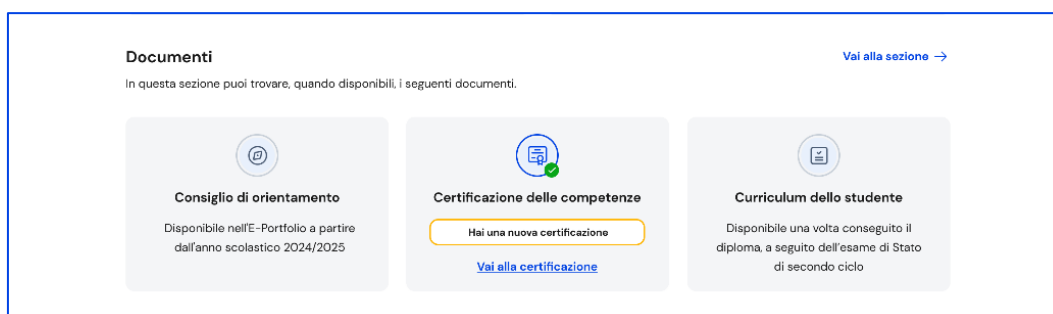 Documenti
Vai alla sezione →
In questa sezione puoi trovare, quando disponibili, i seguenti documenti.
Consiglio di orientamento
Disponibile nell'E-Portfolio a partire
dall'anno scolastico 2024/2025
Certificazione delle competenze
Hai una nuova certificazione
Vai alla certificazione
Curriculum dello studente
Disponibile una volta conseguito il
diploma, a seguito dell'esame di Stato
di secondo ciclo